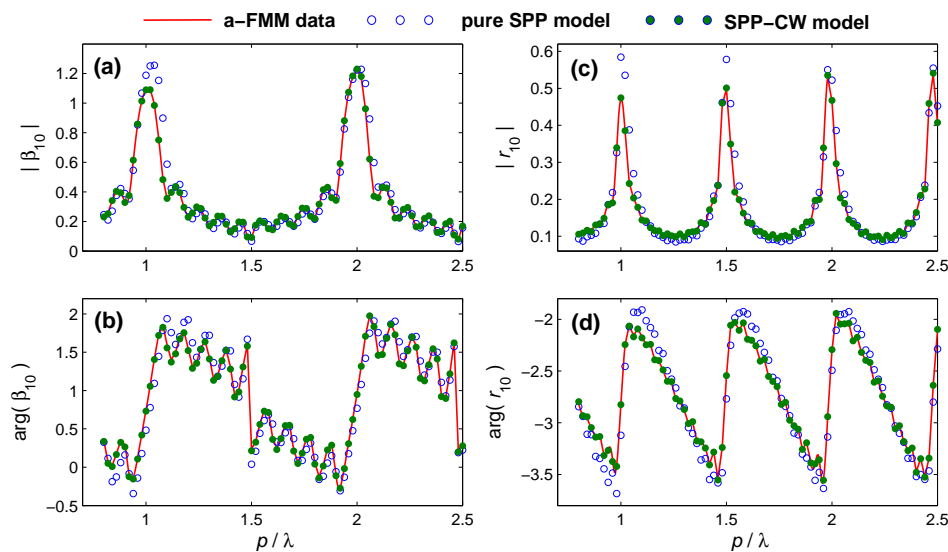 a-FMM data pure SPP model SPP-CW model
(a)
| β10 |
1.2
1
0.8
0.6
0.4
0.2
0
1 1.5 2 2.5
(c)
| r10 |
0.6
0.5
0.4
0.3
0.2
0.1
1 1.5 2 2.5
(b)
arg( β10 )
2
1.5
1
0.5
0
-0.5
1 1.5 2 2.5
p / λ
(d)
arg( r10 )
-2
-2.5
-3
-3.5
1 1.5 2 2.5
p / λ